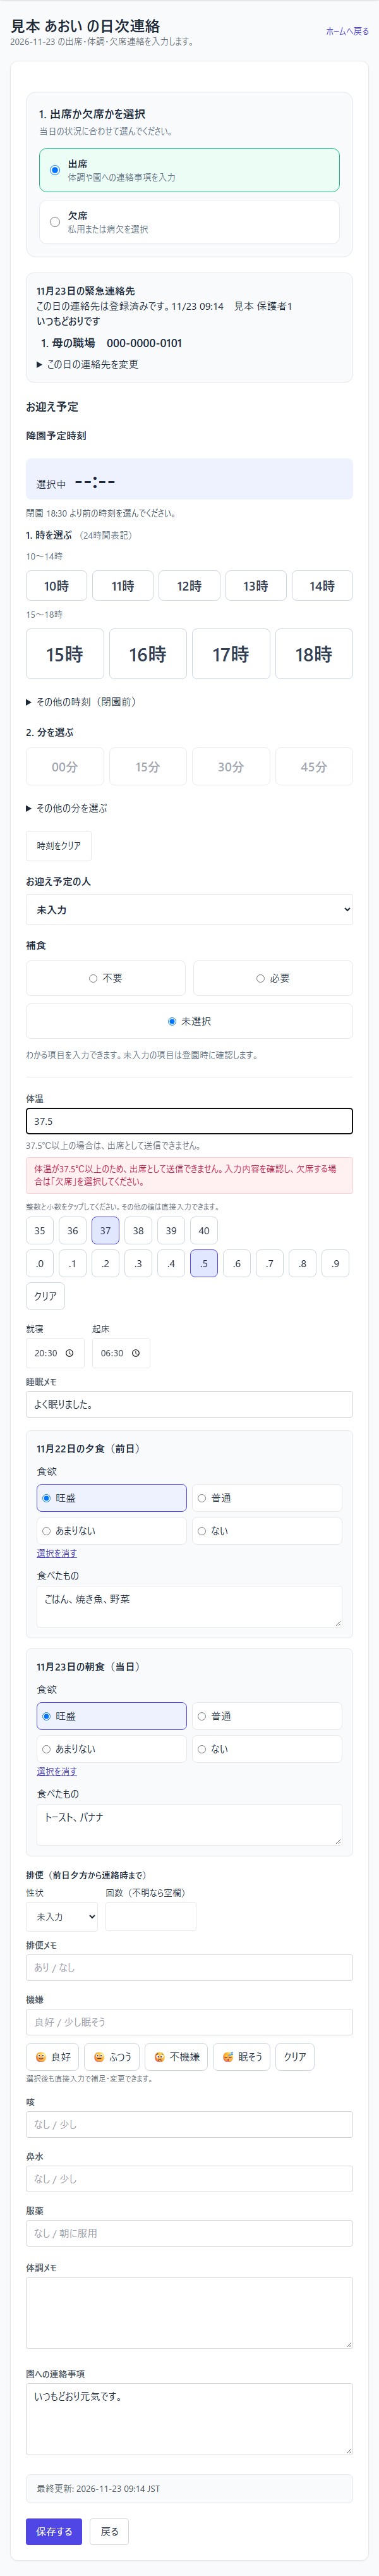 見本 あおい の日次連絡
2026-11-23 の出席・体調・欠席連絡を入力します。
ホームへ戻る
1. 出席か欠席かを選択
当日の状況に合わせて選んでください。
出席
体調や園への連絡事項を入力
欠席
私用または病欠を選択
11月23日の緊急連絡先
この日の連絡先は登録済みです。11/23 09:14　見本 保護者1
いつもどおりです
1. 母の職場　000-0000-0101
▶ この日の連絡先を変更
お迎え予定
降園予定時刻
選択中 --:--
閉園 18:30 より前の時刻を選んでください。
1. 時を選ぶ （24時間表記）
10～14時
10時 11時 12時 13時 14時
15～18時
15時 16時 17時 18時
▶ その他の時刻（閉園前）
2. 分を選ぶ
00分 15分 30分 45分
▶ その他の分を選ぶ
時刻をクリア
お迎え予定の人
未入力
補食
不要 必要
未選択
わかる項目を入力できます。未入力の項目は登園時に確認します。
体温
37.5
37.5℃以上の場合は、出席として送信できません。
体温が37.5℃以上のため、出席として送信できません。入力内容を確認し、欠席する場
合は「欠席」を選択してください。
整数と小数をタップしてください。その他の値は直接入力できます。
35 36 37 38 39 40
.0 .1 .2 .3 .4 .5 .6 .7 .8 .9
クリア
就寝 起床
20:30 06:30
睡眠メモ
よく眠りました。
11月22日の夕食（前日）
食欲
旺盛 普通
あまりない ない
選択を消す
食べたもの
ごはん、焼き魚、野菜
11月23日の朝食（当日）
食欲
旺盛 普通
あまりない ない
選択を消す
食べたもの
トースト、バナナ
排便（前日夕方から連絡時まで）
性状 回数（不明なら空欄）
未入力
排便メモ
あり / なし
機嫌
良好 / 少し眠そう
良好 ふつう 不機嫌 眠そう クリア
選択後も直接入力で補足・変更できます。
咳
なし / 少し
鼻水
なし / 少し
服薬
なし / 朝に服用
体調メモ
園への連絡事項
いつもどおり元気です。
最終更新: 2026-11-23 09:14 JST
保存する 戻る